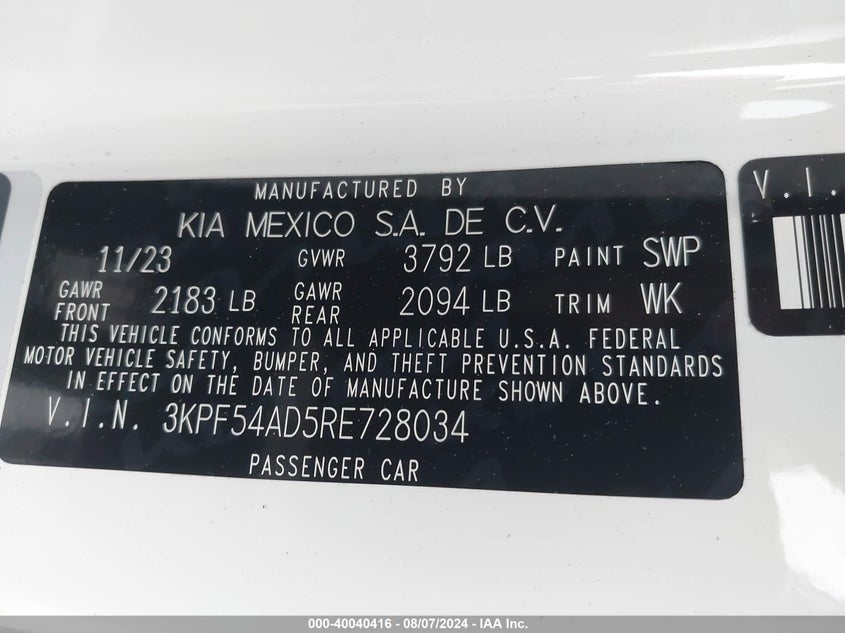 MANUFACTURED BY
KIA MEXICO S.A. DE C.V.
11/23 GVWR 3792 LB PAINT SWP
GAWR FRONT 2183 LB GAWR REAR 2094 LB TRIM WK
THIS VEHICLE CONFORMS TO ALL APPLICABLE U.S.A. FEDERAL
MOTOR VEHICLE SAFETY, BUMPER, AND THEFT PREVENTION STANDARDS
IN EFFECT ON THE DATE OF MANUFACTURE SHOWN ABOVE.
V.I.N. 3KPF54AD5RE728034
PASSENGER CAR
V.I.
000-40040416 - 08/07/2024 - IAA Inc.